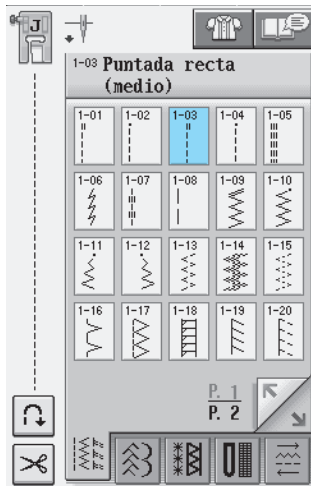 J
1-03 Puntada recta
(medio)
1-01 1-02 1-03 1-04 1-05
1-06 1-07 1-08 1-09 1-10
1-11 1-12 1-13 1-14 1-15
1-16 1-17 1-18 1-19 1-20
P. 1
P. 2